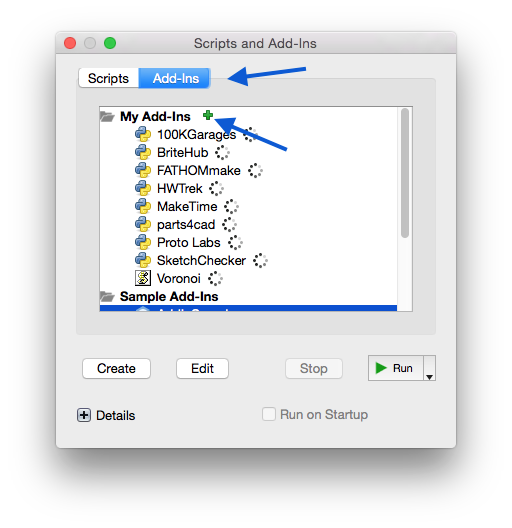 Scripts and Add-Ins
Scripts Add-Ins
My Add-Ins
100KGarages
BriteHub
FATHOMmake
HWTrek
MakeTime
parts4cad
Proto Labs
SketchChecker
Voronoi
Sample Add-Ins
Create Edit Stop Run
Details Run on Startup